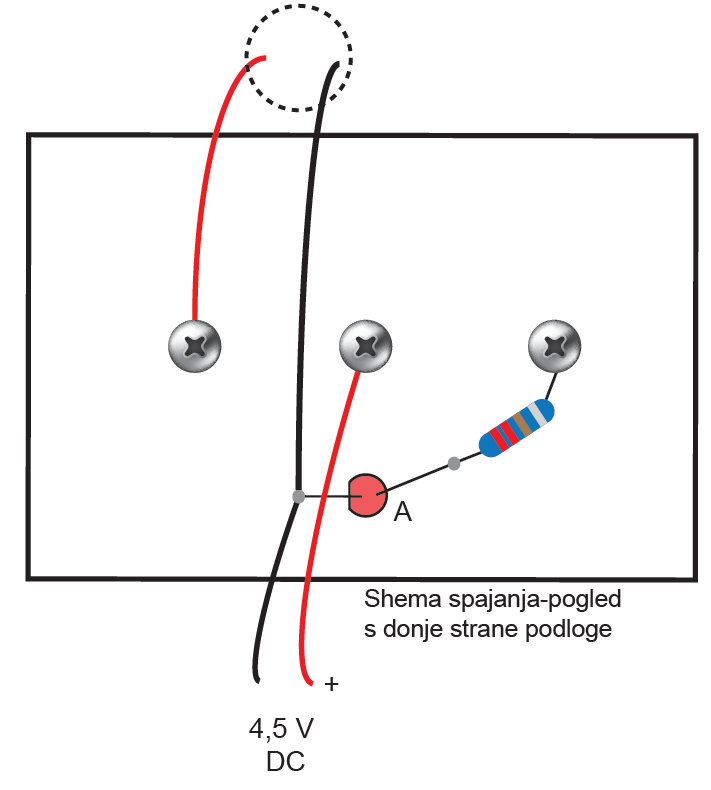 A
Shema spajanja-pogled
s donje strane podloge
+
4,5 V
DC